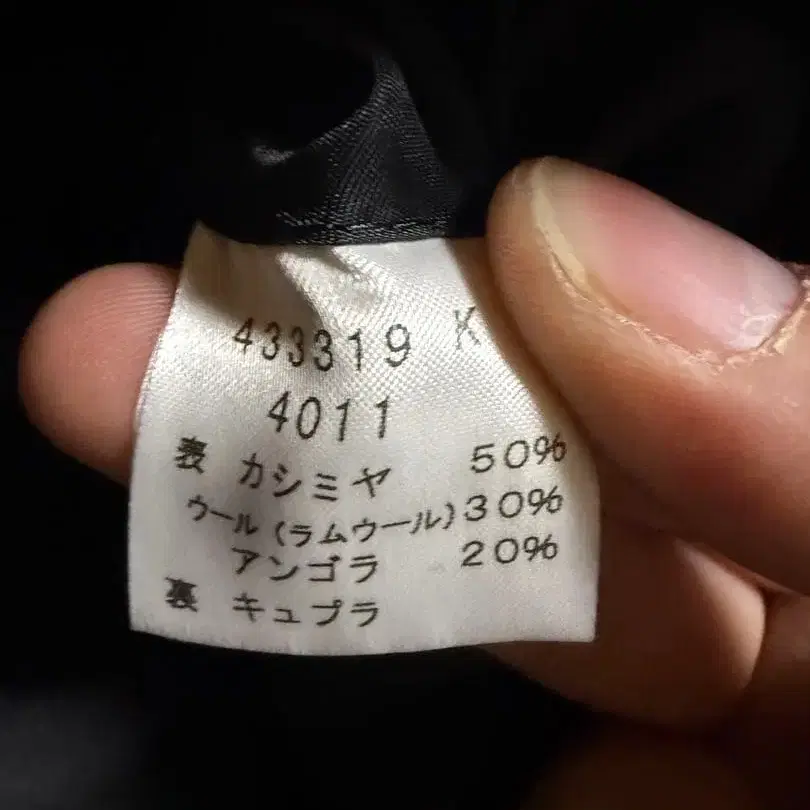 433319 K
4011
表 カシミヤ 50%
ウール(ラムウール)30%
アンゴラ 20%
裏 キュプラ